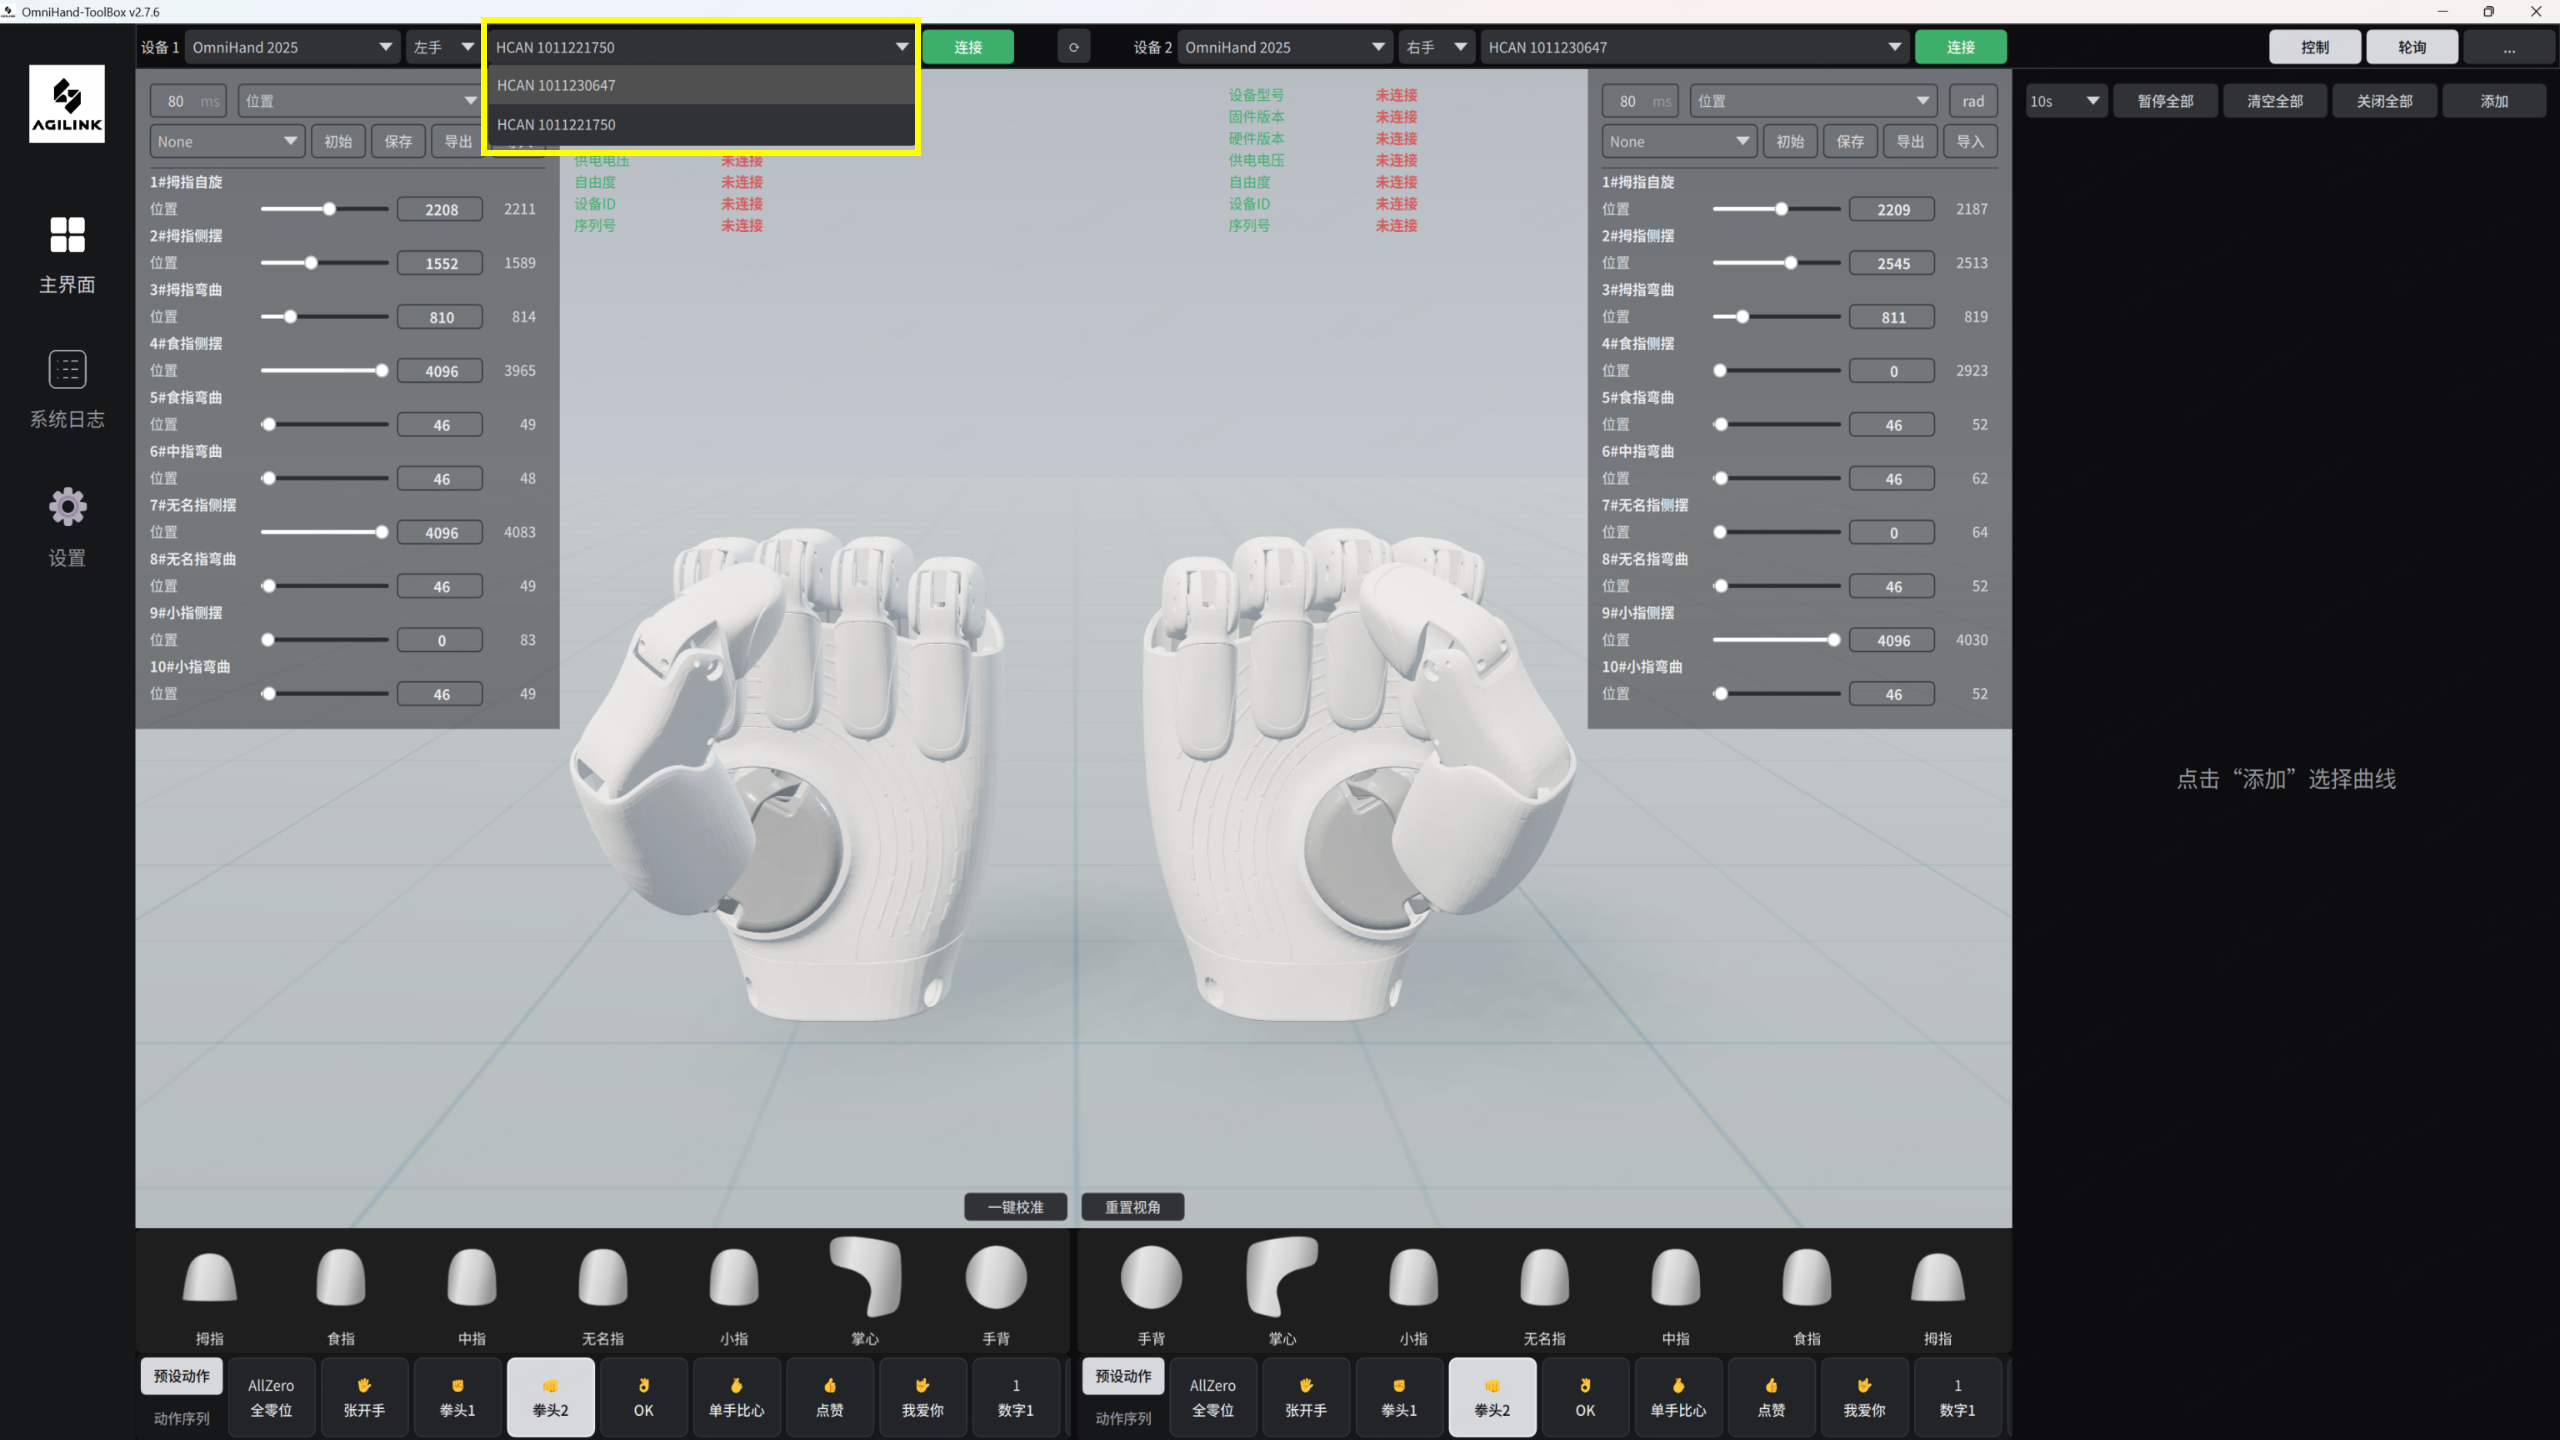 OmniHand-ToolBox v2.7.6
设备 1 OmniHand 2025 左手 HCAN 1011221750 连接
设备 2 OmniHand 2025 右手 HCAN 1011230647 连接 控制 轮询 ...
HCAN 1011230647
HCAN 1011221750
AGILINK
主界面
系统日志
设置
80 ms 位置
None 初始 保存 导出
1#拇指自旋
位置 2208 2211
2#拇指侧摆
位置 1552 1589
3#拇指弯曲
位置 810 814
4#食指侧摆
位置 4096 3965
5#食指弯曲
位置 46 49
6#中指弯曲
位置 46 48
7#无名指侧摆
位置 4096 4083
8#无名指弯曲
位置 46 49
9#小指侧摆
位置 0 83
10#小指弯曲
位置 46 49
供电电压 未连接
自由度 未连接
设备ID 未连接
序列号 未连接
设备型号 未连接
固件版本 未连接
硬件版本 未连接
供电电压 未连接
自由度 未连接
设备ID 未连接
序列号 未连接
80 ms 位置 rad
None 初始 保存 导出 导入
1#拇指自旋
位置 2209 2187
2#拇指侧摆
位置 2545 2513
3#拇指弯曲
位置 811 819
4#食指侧摆
位置 0 2923
5#食指弯曲
位置 46 52
6#中指弯曲
位置 46 62
7#无名指侧摆
位置 0 64
8#无名指弯曲
位置 46 52
9#小指侧摆
位置 4096 4030
10#小指弯曲
位置 46 52
10s 暂停全部 清空全部 关闭全部 添加
点击“添加”选择曲线
一键校准 重置视角
拇指 食指 中指 无名指 小指 掌心 手背
手背 掌心 小指 无名指 中指 食指 拇指
预设动作
动作序列
AllZero
全零位 张开手 拳头1 拳头2 OK 单手比心 点赞 我爱你
1
数字1
预设动作
动作序列
AllZero
全零位 张开手 拳头1 拳头2 OK 单手比心 点赞 我爱你
1
数字1